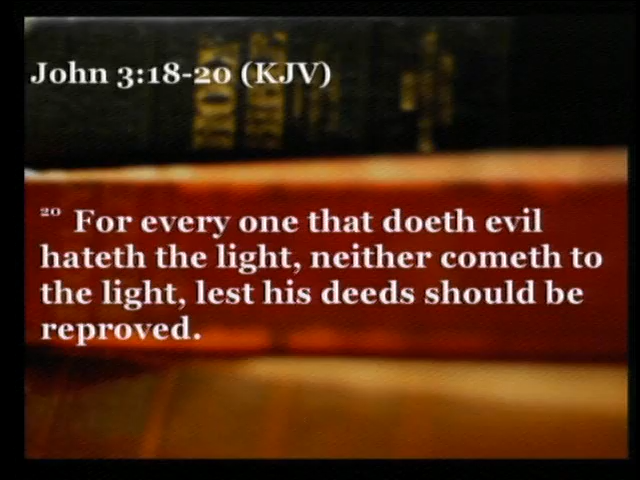 John 3:18-20 (KJV)
20 For every one that doeth evil
hateth the light, neither cometh to
the light, lest his deeds should be
reproved.